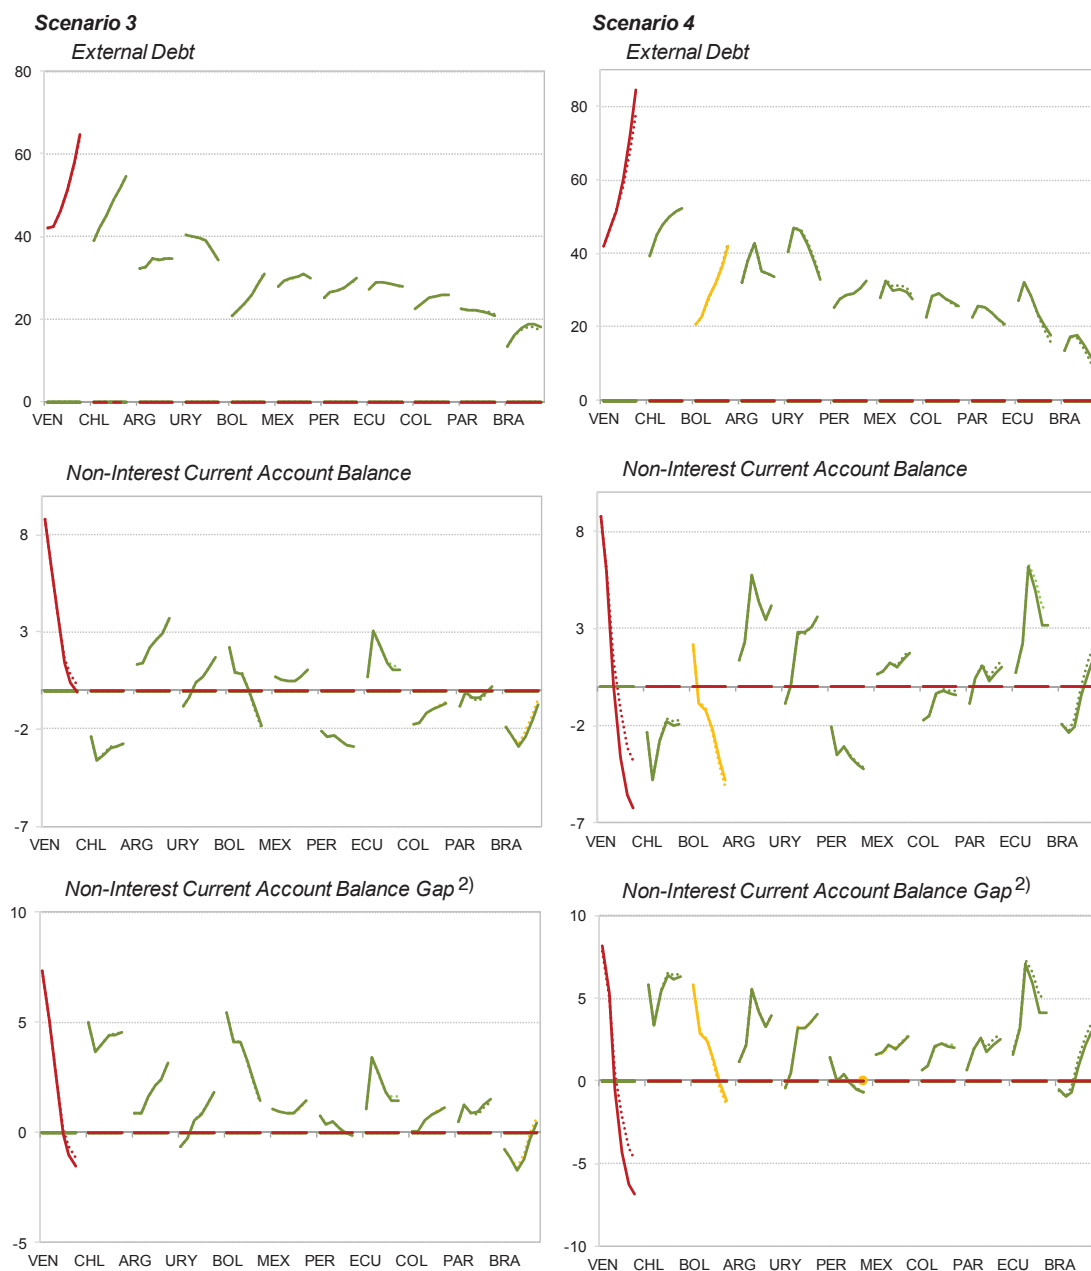 Scenario 3
External Debt
80
60
40
20
0
VEN CHL ARG URY BOL MEX PER ECU COL PAR BRA
Non-Interest Current Account Balance
8
3
-2
-7
VEN CHL ARG URY BOL MEX PER ECU COL PAR BRA
Non-Interest Current Account Balance Gap 2)
10
5
0
-5
VEN CHL ARG URY BOL MEX PER ECU COL PAR BRA
Scenario 4
External Debt
80
60
40
20
0
VEN CHL BOL ARG URY PER MEX COL PAR ECU BRA
Non-Interest Current Account Balance
8
3
-2
-7
VEN CHL BOL ARG URY PER MEX COL PAR ECU BRA
Non-Interest Current Account Balance Gap 2)
10
5
0
-5
-10
VEN CHL BOL ARG URY PER MEX COL PAR ECU BRA